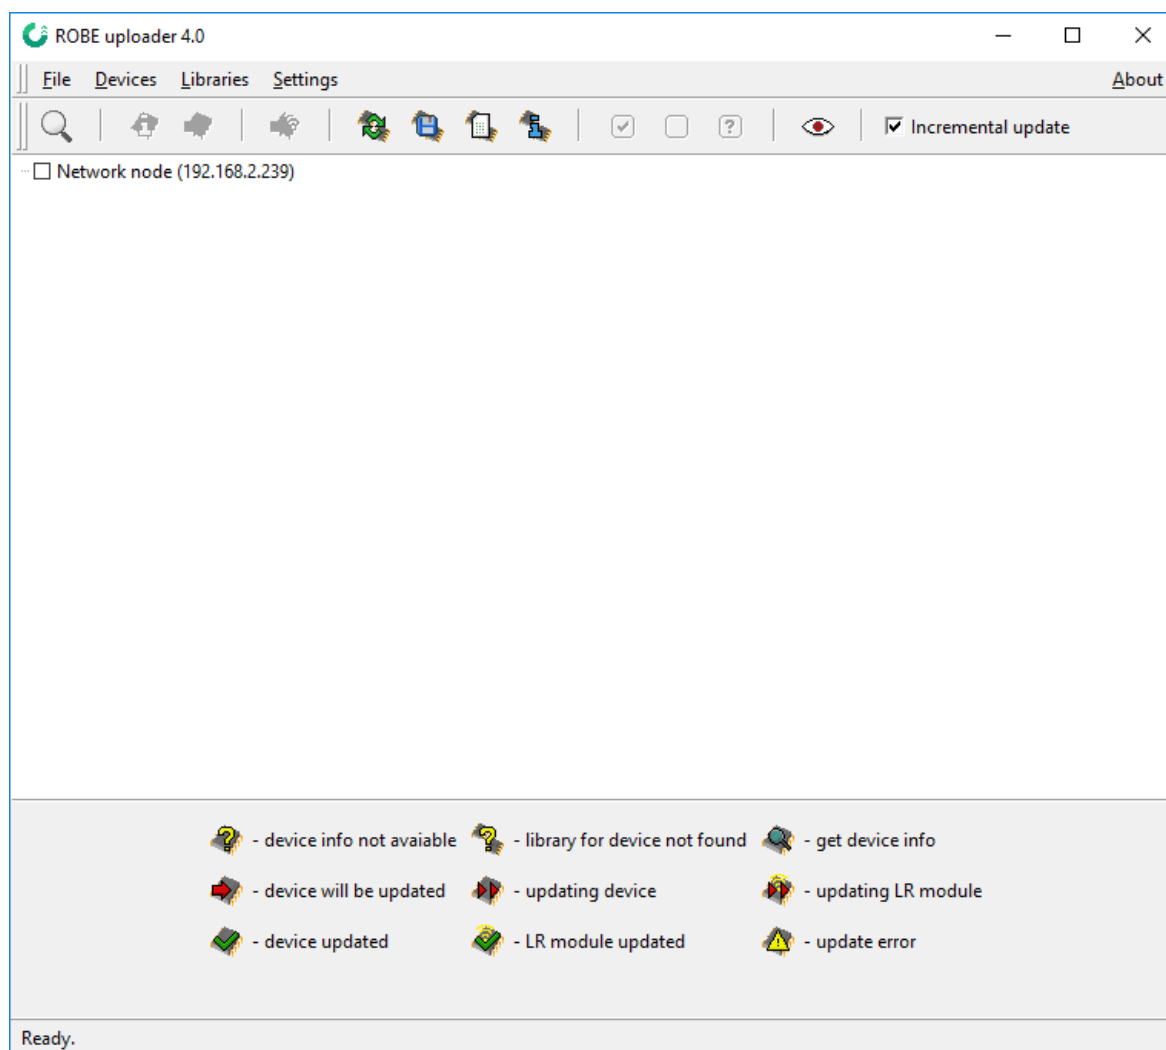 ROBE uploader 4.0
File Devices Libraries Settings About
Incremental update
Network node (192.168.2.239)
- device info not avaiable - library for device not found - get device info
- device will be updated - updating device - updating LR module
- device updated - LR module updated - update error
Ready.